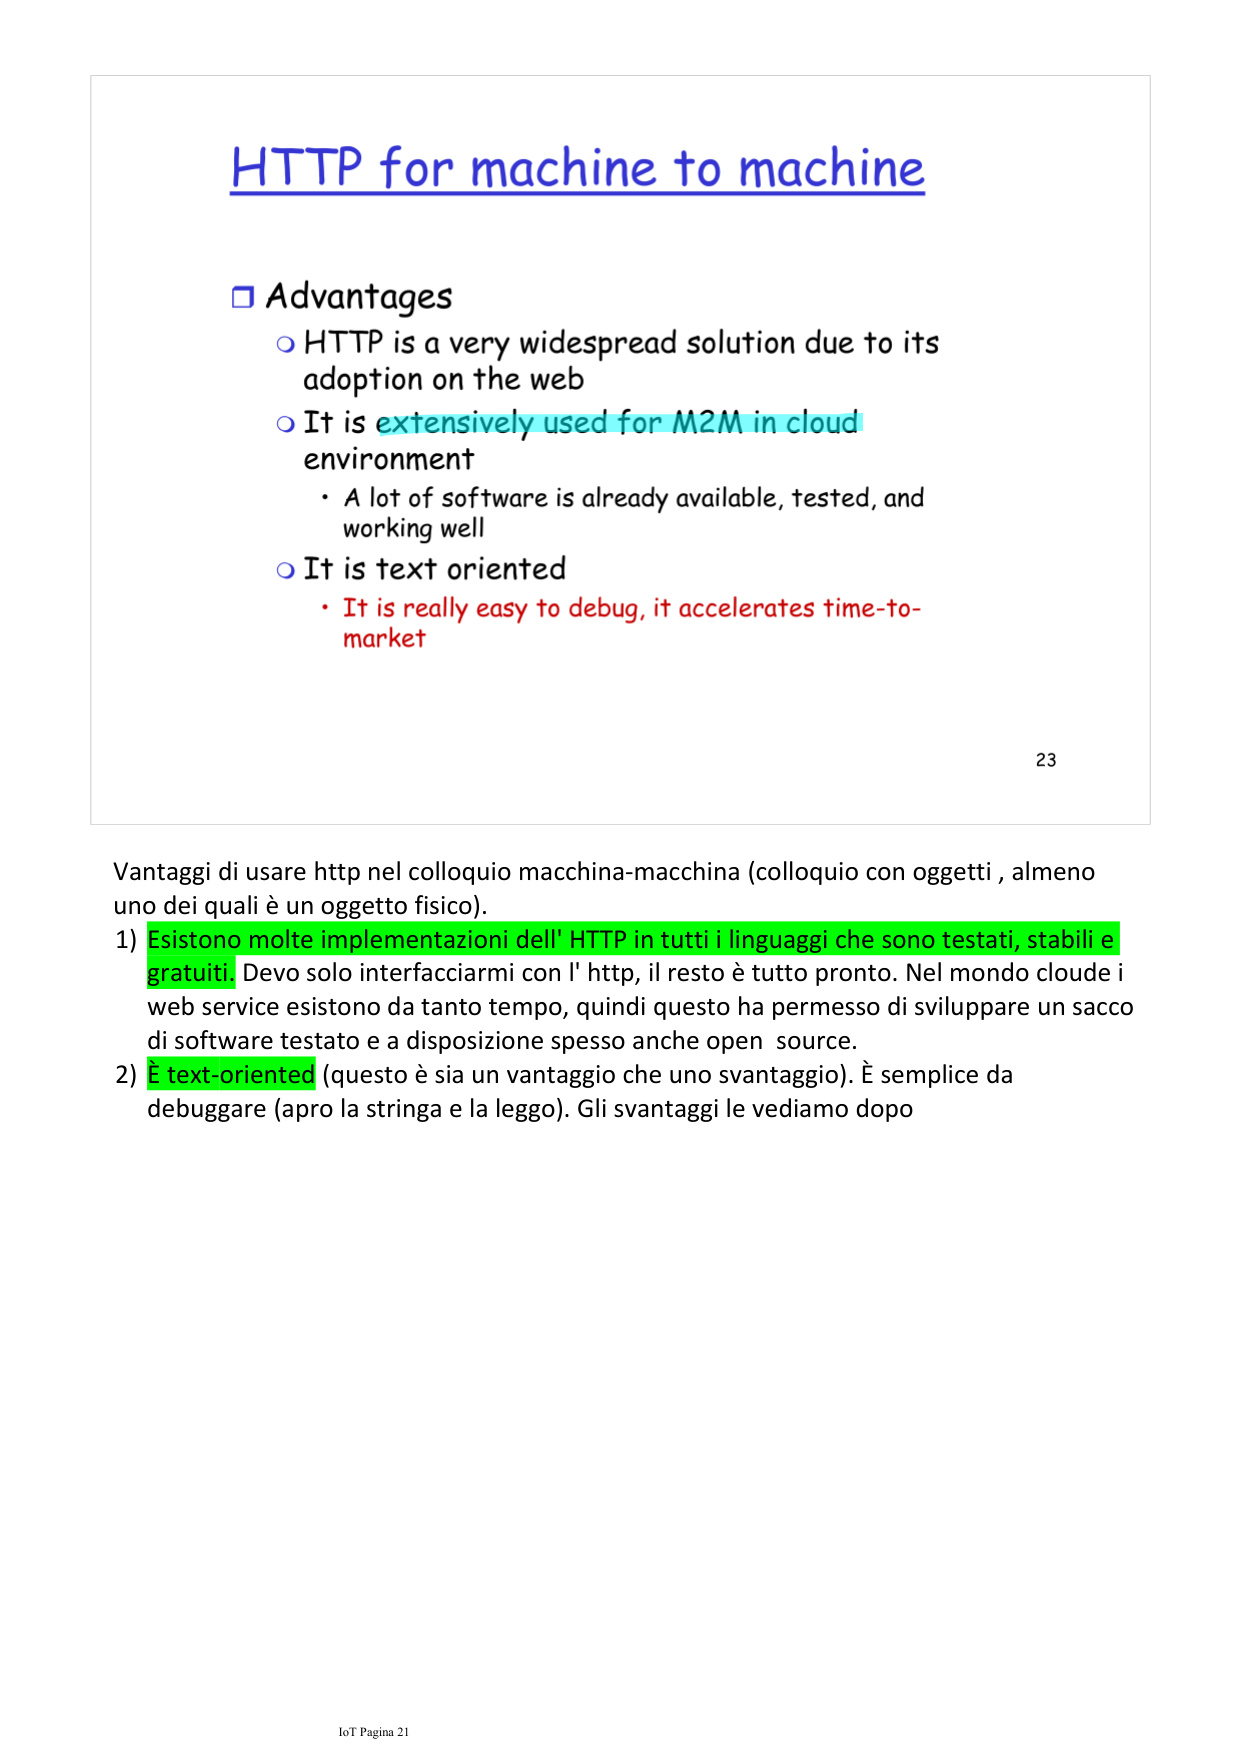 HTTP for machine to machine
Advantages
HTTP is a very widespread solution due to its
adoption on the web
It is extensively used for M2M in cloud
environment
• A lot of software is already available, tested, and
working well
It is text oriented
• It is really easy to debug, it accelerates time-to-
market
23
Vantaggi di usare http nel colloquio macchina-macchina (colloquio con oggetti , almeno
uno dei quali è un oggetto fisico).
1) Esistono molte implementazioni dell' HTTP in tutti i linguaggi che sono testati, stabili e
gratuiti. Devo solo interfacciarmi con l' http, il resto è tutto pronto. Nel mondo cloude i
web service esistono da tanto tempo, quindi questo ha permesso di sviluppare un sacco
di software testato e a disposizione spesso anche open  source.
2) È text-oriented (questo è sia un vantaggio che uno svantaggio). È semplice da
debuggare (apro la stringa e la leggo). Gli svantaggi le vediamo dopo
IoT Pagina 21